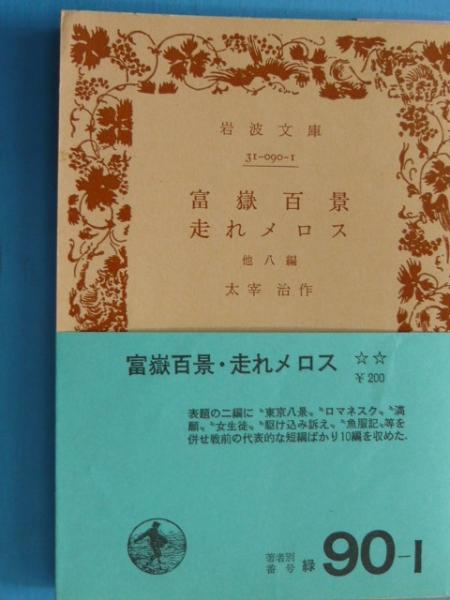 岩波文庫
31-090-1
富嶽百景
走れメロス
他八編
太宰治作
富嶽百景・走れメロス ☆☆
¥200
表題の二編に〝東京八景〟〝ロマネスク〟〝満
願〟〝女生徒〟〝駆け込み訴え〟〝魚服記〟等を
併せ戦前の代表的な短編ばかり10編を収めた.
著者別
番号 緑 90-1